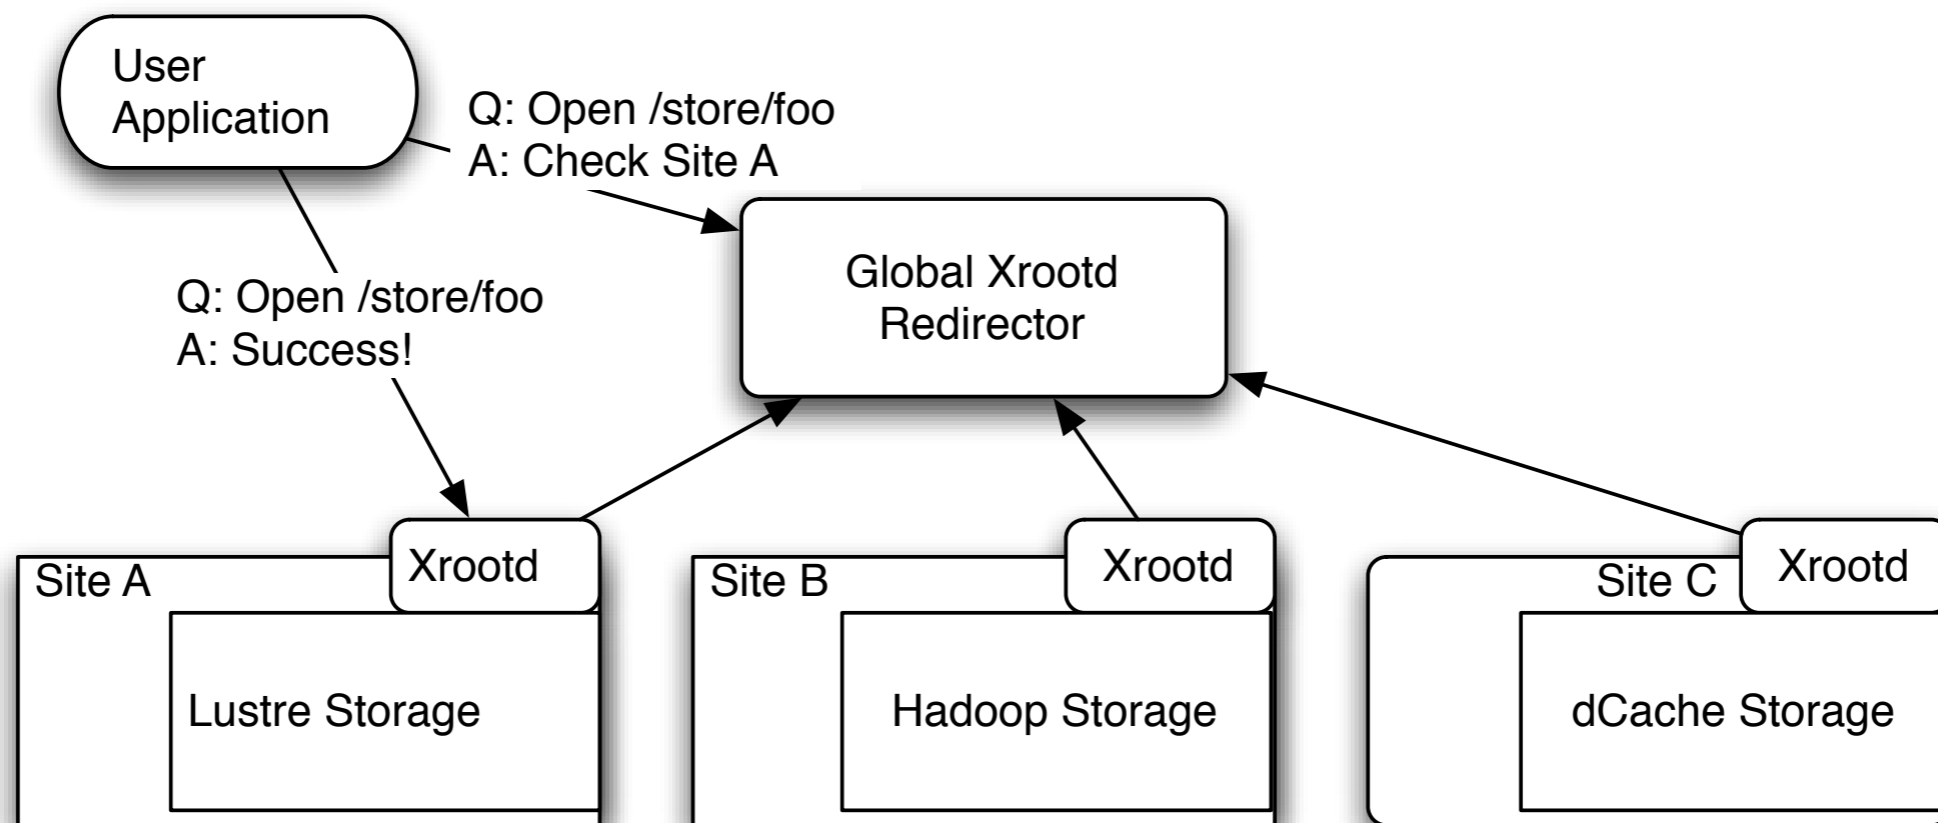 User
Application
Q: Open /store/foo
A: Check Site A
Global Xrootd
Redirector
Q: Open /store/foo
A: Success!
Site A
Xrootd
Lustre Storage
Site B
Xrootd
Hadoop Storage
Site C
Xrootd
dCache Storage